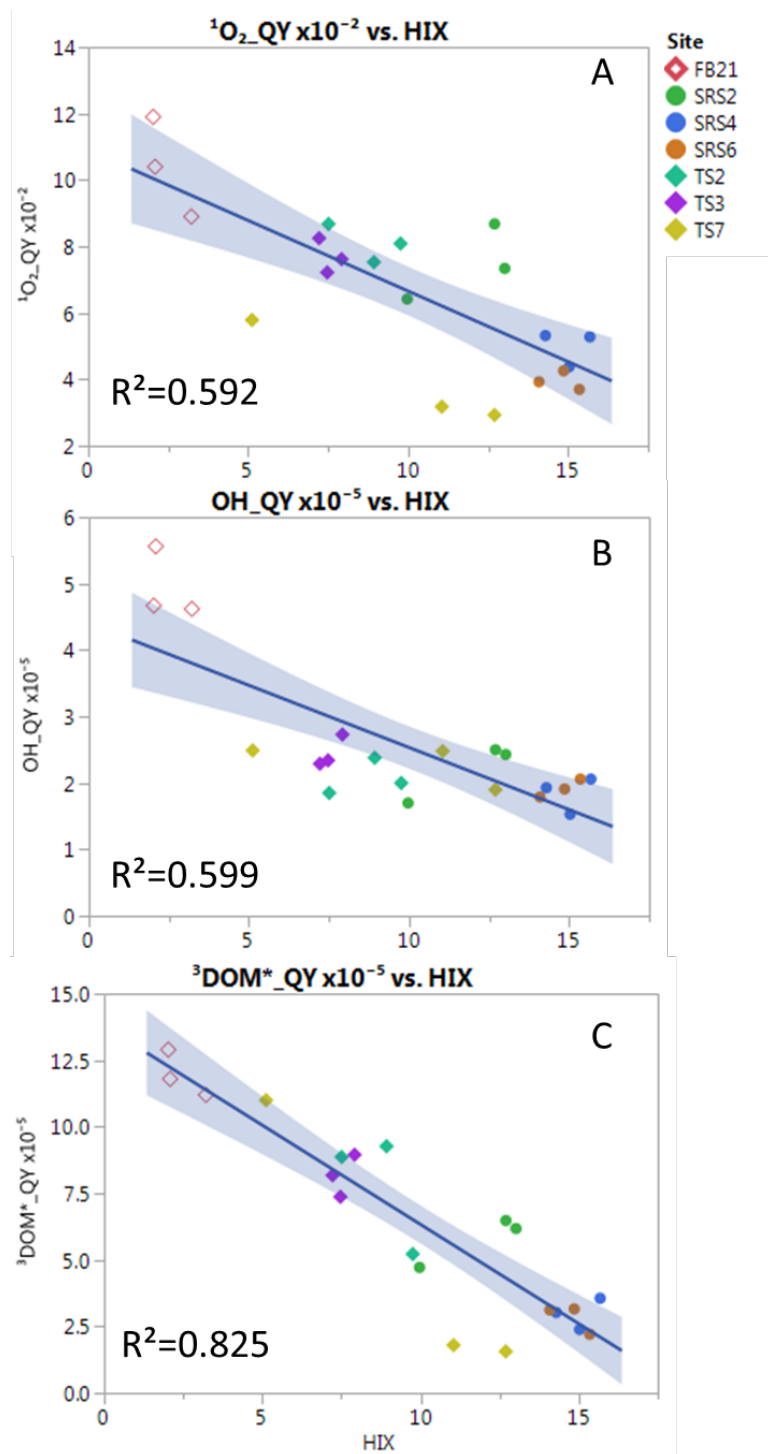 ¹O₂_QY x10⁻² vs. HIX
A
Site
FB21
SRS2
SRS4
SRS6
TS2
TS3
TS7
14
12
10
8
6
4
2
¹O₂_QY x10⁻²
R²=0.592
0 5 10 15
OH_QY x10⁻⁵ vs. HIX
B
6
5
4
3
2
1
0
OH_QY x10⁻⁵
R²=0.599
0 5 10 15
³DOM*_QY x10⁻⁵ vs. HIX
C
15.0
12.5
10.0
7.5
5.0
2.5
0.0
³DOM*_QY x10⁻⁵
R²=0.825
0 5 10 15
HIX